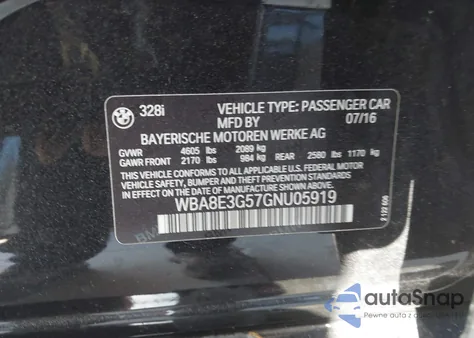 328i VEHICLE TYPE: PASSENGER CAR
MFD BY 07/16
BAYERISCHE MOTOREN WERKE AG
GVWR 4605 lbs 2089 kg
GAWR FRONT 2170 lbs 984 kg REAR 2580 lbs 1170 kg
THIS CONFORMS TO ALL APPLICABLE U.S. FEDERAL MOTOR
VEHICLE SAFETY, BUMPER, AND THEFT PREVENTION STANDARDS
IN EFFECT ON THE DATE OF MANUFACTURE SHOWN ABOVE.
WBA8E3G57GNU05919
autoSnap